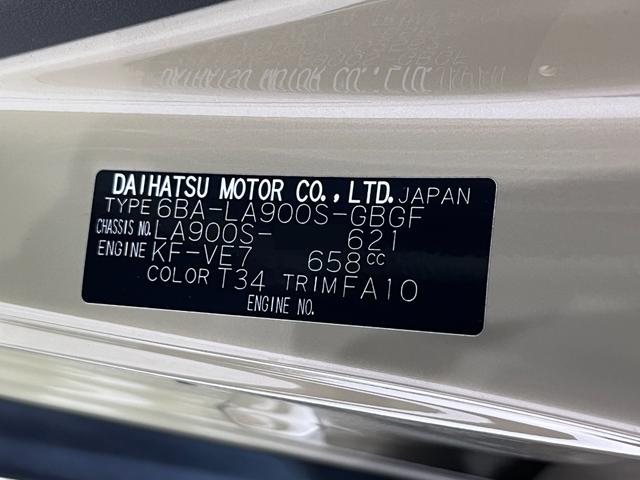 DAIHATSU MOTOR CO., LTD. JAPAN
TYPE 6BA-LA900S-GBGF
CHASSIS NO. LA900S- 621
ENGINE KF-VE7 658cc
COLOR T34 TRIM FA10
ENGINE NO.